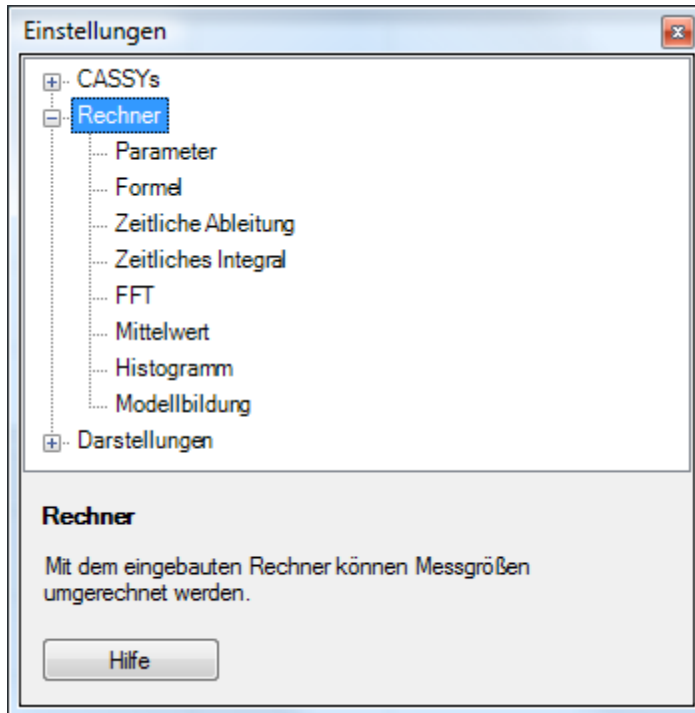 Einstellungen
CASSYs
Rechner
Parameter
Formel
Zeitliche Ableitung
Zeitliches Integral
FFT
Mittelwert
Histogramm
Modellbildung
Darstellungen
Rechner
Mit dem eingebauten Rechner können Messgrößen
umgerechnet werden.
Hilfe